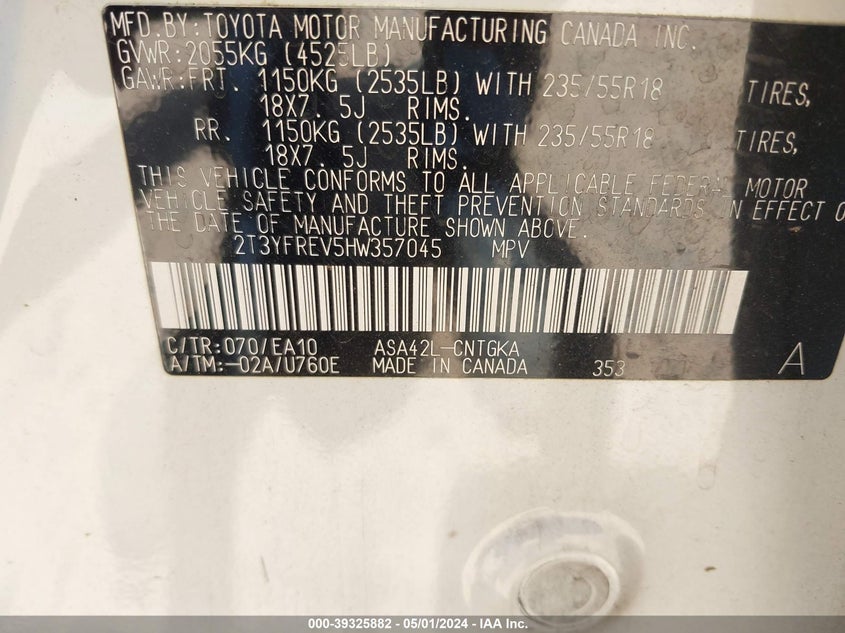 MFD.BY:TOYOTA MOTOR MANUFACTURING CANADA INC.
GVWR:2055KG (4525LB)
GAWR:FRT. 1150KG (2535LB) WITH 235/55R18 TIRES,
18X7.5J RIMS.
RR. 1150KG (2535LB) WITH 235/55R18 TIRES,
18X7.5J RIMS.
THIS VEHICLE CONFORMS TO ALL APPLICABLE FEDERAL MOTOR
VEHICLE SAFETY AND THEFT PREVENTION STANDARDS IN EFFECT O
THE DATE OF MANUFACTURE SHOWN ABOVE.
2T3YFREV5HW357045 MPV
C/TR:070/EA10 ASA42L-CNTGKA A
A/TM:-02A/U760E MADE IN CANADA 353
000-39325882 - 05/01/2024 - IAA Inc.